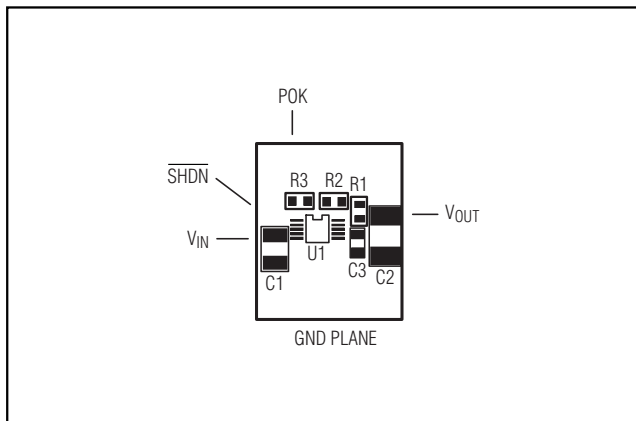 POK
SHDN
R3 R2 R1
VIN
VOUT
U1
C1
C3 C2
GND PLANE